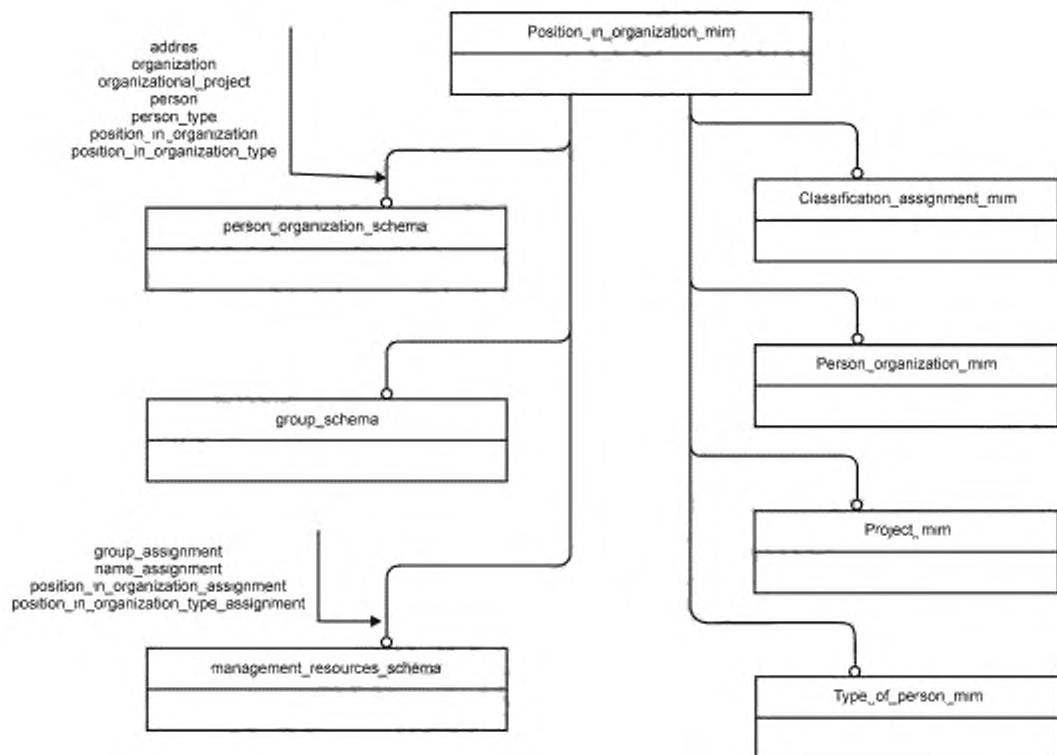 Position_in_organization_mim
addres
organization
organizational_project
person
person_type
position_in_organization
position_in_organization_type
Classification_assignment_mim
person_organization_schema
Person_organization_mim
group_schema
Project_mim
group_assignment
name_assignment
position_in_organization_assignment
position_in_organization_type_assignment
management_resources_schema
Type_of_person_mim